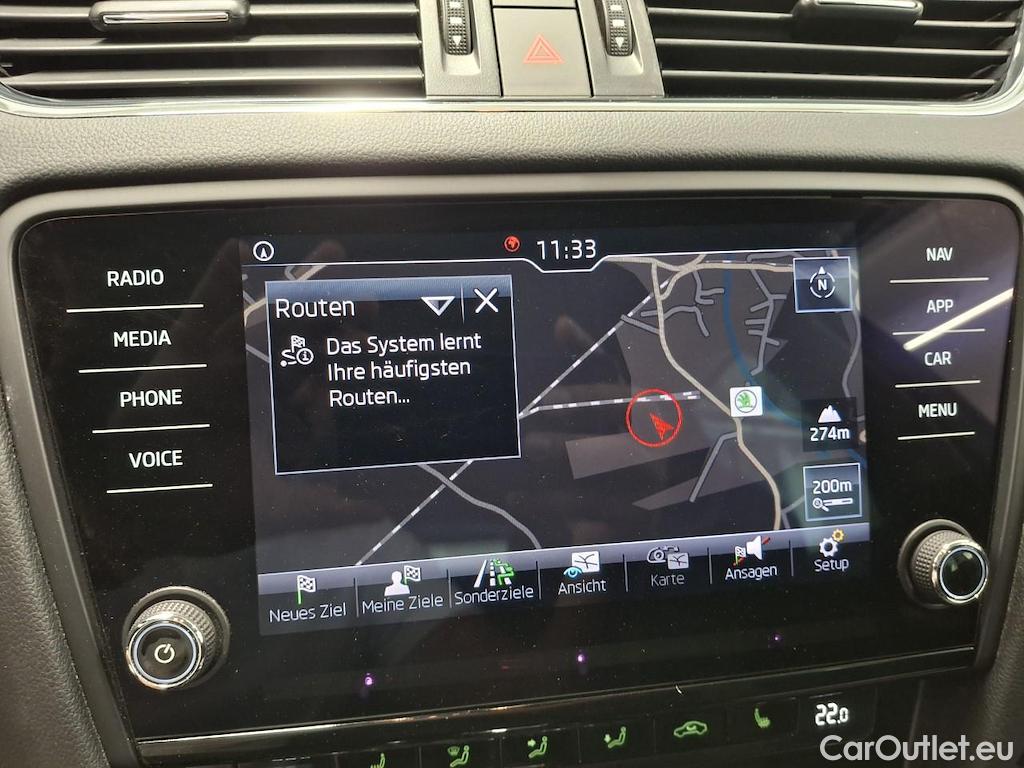 11:33
RADIO
MEDIA
PHONE
VOICE
Routen
Das System lernt
Ihre häufigsten
Routen...
N
274m
200m
Neues Ziel
Meine Ziele
Sonderziele
Ansicht
Karte
Ansagen
Setup
NAV
APP
CAR
MENU
22.0
CarOutlet.eu